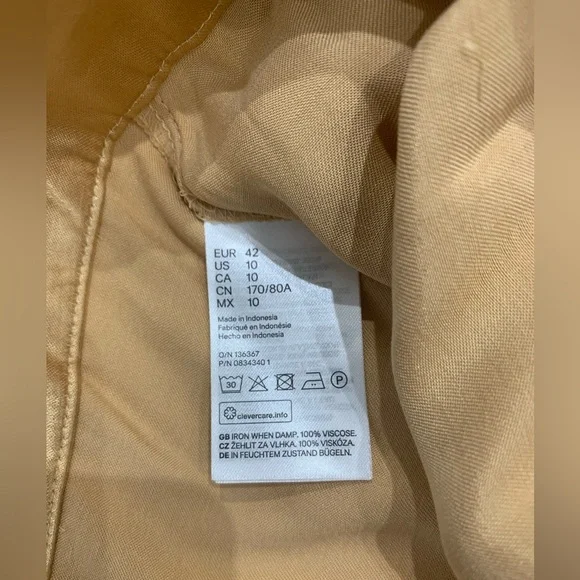 EUR 42
US 10
CA 10
CN 170/80A
MX 10
Made in Indonesia
Fabriqué en Indonésie
Hecho en Indonesia
O/N 136367
P/N 0834340 1
30
P
clevercare.info
GB IRON WHEN DAMP. 100% VISCOSE.
CZ ŽEHLIT ZA VLHKA. 100% VISKÓZA.
DE IN FEUCHTEM ZUSTAND BÜGELN.